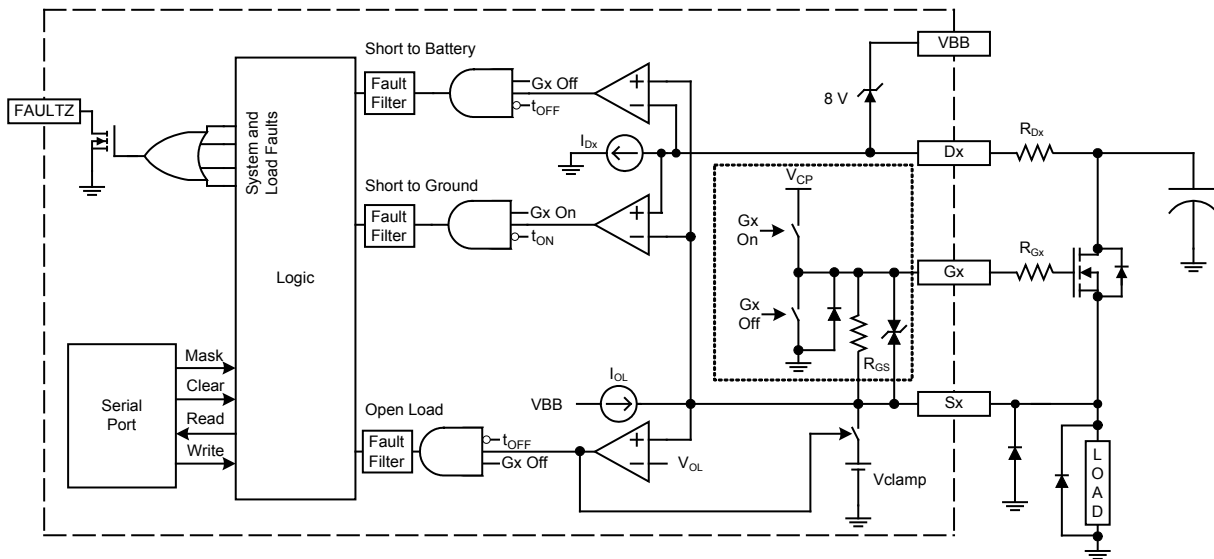 Short to Battery
VBB
FAULTZ
System and
Load Faults
Fault
Filter
Gx Off
tOFF
+
–
8 V
IDx
Dx
RDx
Short to Ground
Fault
Filter
Gx On
tON
+
–
VCP
Gx
On
Gx
RGx
Logic
Gx
Off
RGS
Mask
Clear
Read
Write
Serial
Port
IOL
VBB
Sx
Open Load
Fault
Filter
tOFF
Gx Off
+
–
VOL
Vclamp
LOAD